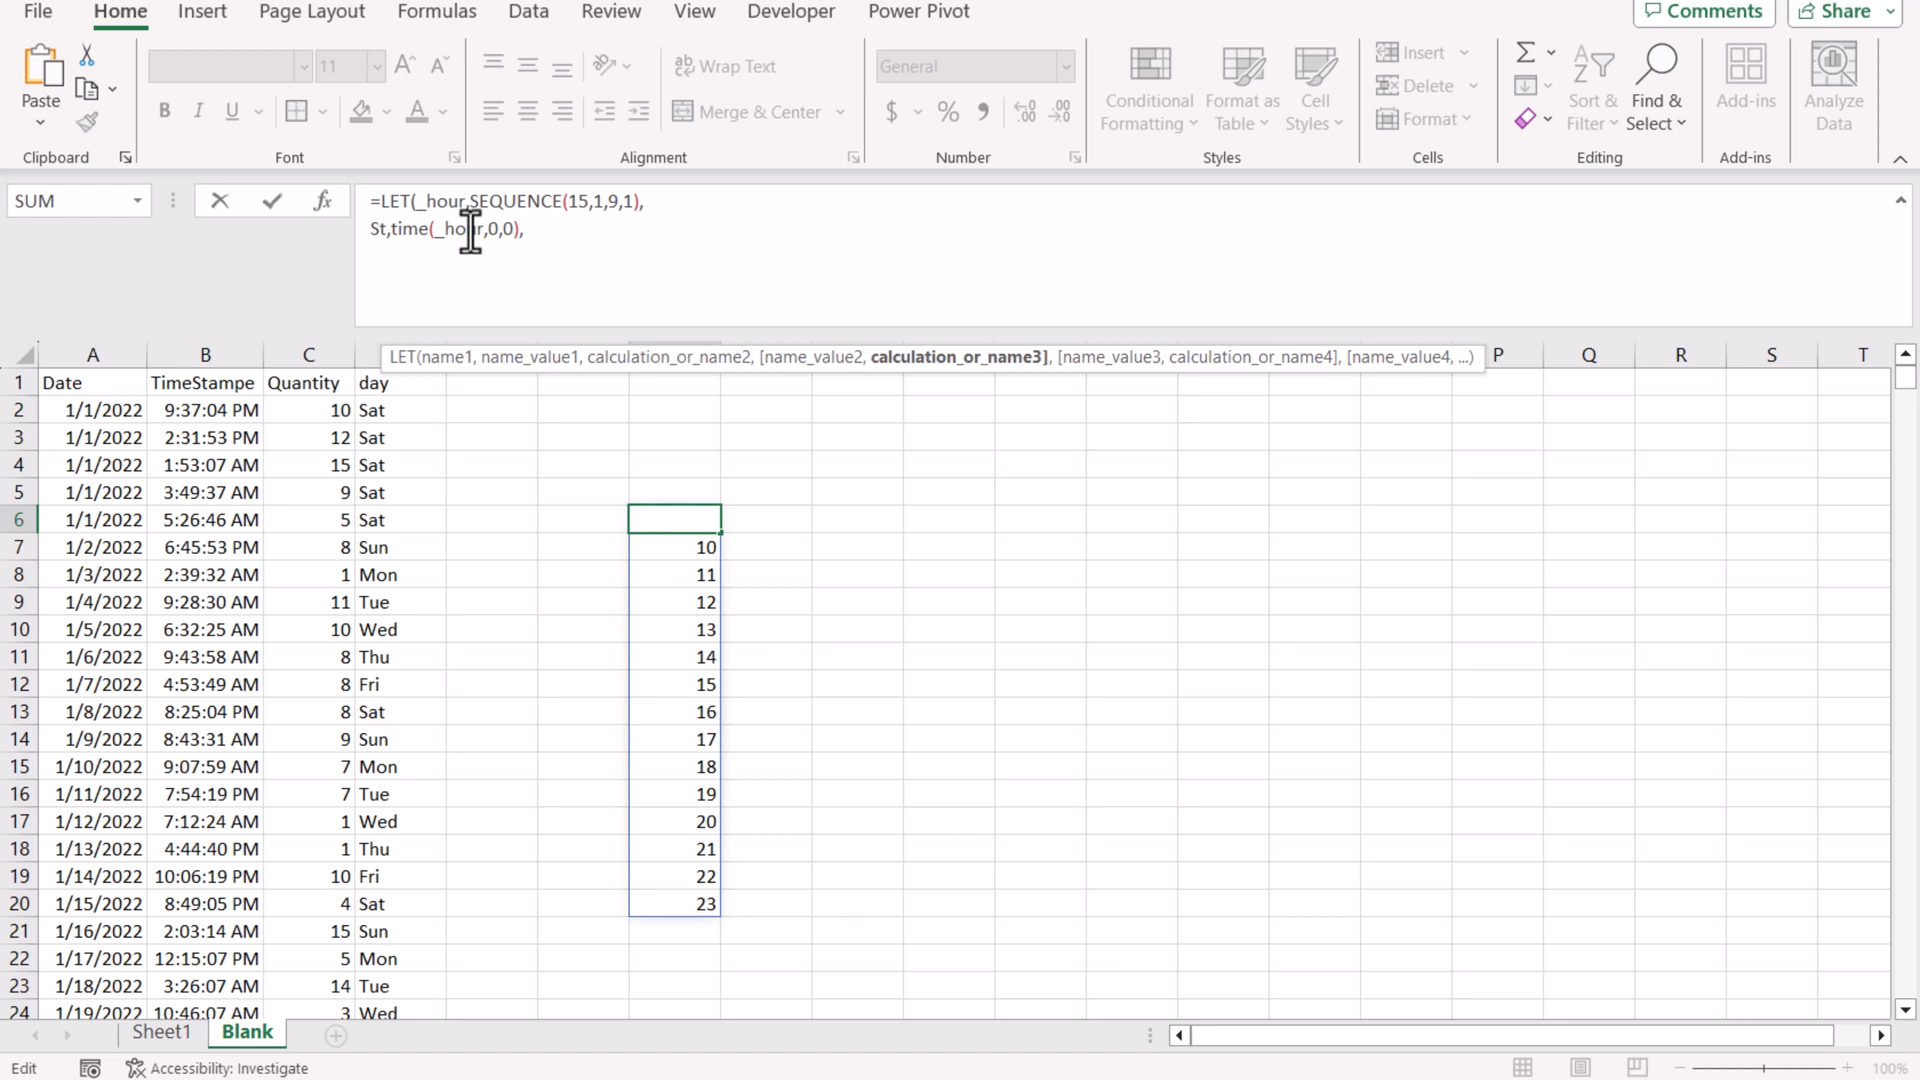 File Home Insert Page Layout Formulas Data Review View Developer Power Pivot Comments Share
Paste
11 A^ A
B I U A
ab Wrap Text
Merge & Center
General
$ % 9 .00
Conditional Formatting
Format as Table
Cell Styles
Insert
Delete
Format
Sort & Filter
Find & Select
Add-ins
Analyze Data
Clipboard Font Alignment Number Styles Cells Editing Add-ins
SUM fx =LET(_hour,SEQUENCE(15,1,9,1),
St,time(_hour,0,0),
LET(name1, name_value1, calculation_or_name2, [name_value2, calculation_or_name3], [name_value3, calculation_or_name4], [name_value4, ...)
A B C P Q R S T
1 Date TimeStampe Quantity day
2 1/1/2022 9:37:04 PM 10 Sat
3 1/1/2022 2:31:53 PM 12 Sat
4 1/1/2022 1:53:07 AM 15 Sat
5 1/1/2022 3:49:37 AM 9 Sat
6 1/1/2022 5:26:46 AM 5 Sat
7 1/2/2022 6:45:53 PM 8 Sun 10
8 1/3/2022 2:39:32 AM 1 Mon 11
9 1/4/2022 9:28:30 AM 11 Tue 12
10 1/5/2022 6:32:25 AM 10 Wed 13
11 1/6/2022 9:43:58 AM 8 Thu 14
12 1/7/2022 4:53:49 AM 8 Fri 15
13 1/8/2022 8:25:04 PM 8 Sat 16
14 1/9/2022 8:43:31 AM 9 Sun 17
15 1/10/2022 9:07:59 AM 7 Mon 18
16 1/11/2022 7:54:19 PM 7 Tue 19
17 1/12/2022 7:12:24 AM 1 Wed 20
18 1/13/2022 4:44:40 PM 1 Thu 21
19 1/14/2022 10:06:19 PM 10 Fri 22
20 1/15/2022 8:49:05 PM 4 Sat 23
21 1/16/2022 2:03:14 AM 15 Sun
22 1/17/2022 12:15:07 PM 5 Mon
23 1/18/2022 3:26:07 AM 14 Tue
24 1/19/2022 10:46:07 AM 3 Wed
Sheet1 Blank
Edit Accessibility: Investigate 100%